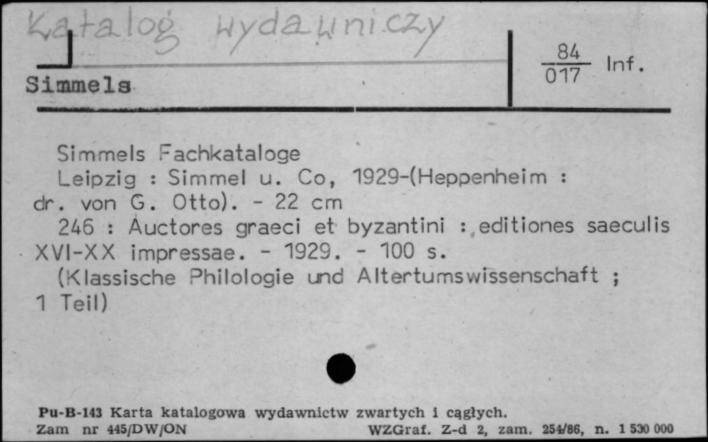 Katalog wydawniczy
84
017 Inf.
Simmels
Simmels Fachkataloge
Leipzig : Simmel u. Co, 1929-(Heppenheim :
dr. von G. Otto). - 22 cm
246 : Auctores graeci et byzantini : editiones saeculis
XVI-XX impressae. - 1929. - 100 s.
(Klassische Philologie und Altertumswissenschaft ;
1 Teil)
Pu-B-143 Karta katalogowa wydawnictw zwartych i cągłych.
Zam nr 445/DW/ON WZGraf. Z-d 2, zam. 254/86, n. 1 530 000